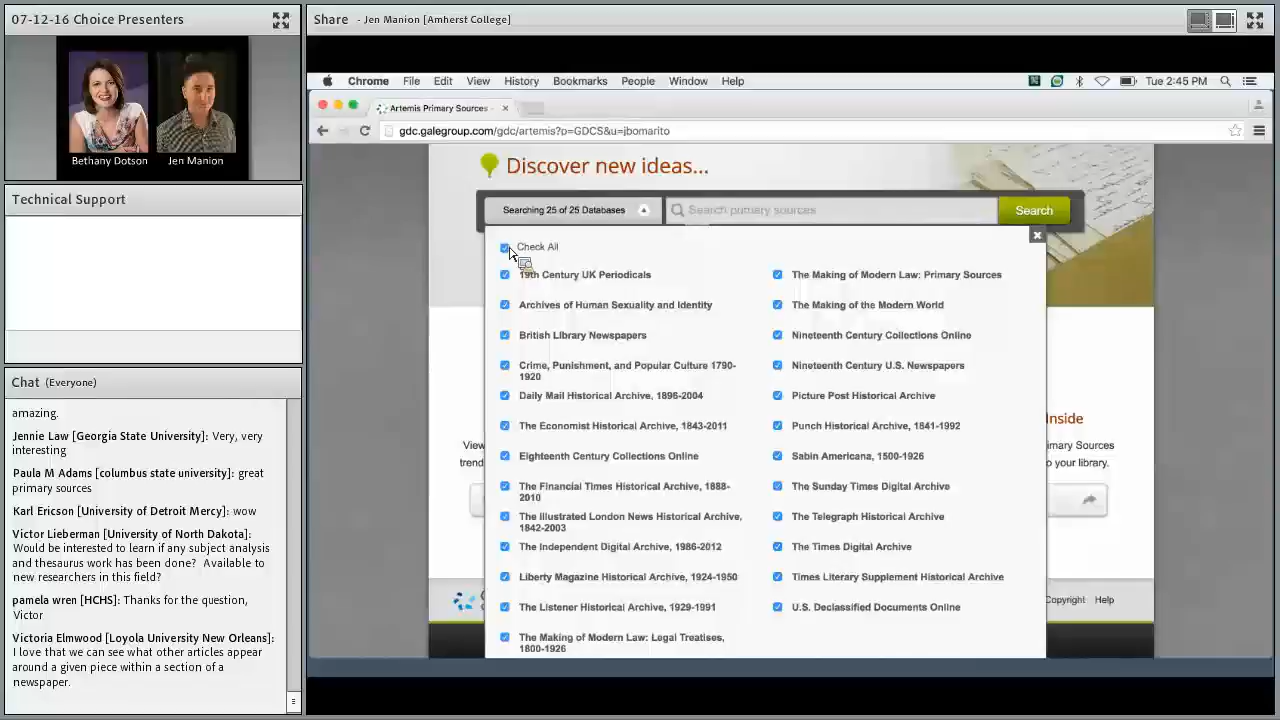 07-12-16 Choice Presenters
Bethany Dotson
Jen Manion
Technical Support
Chat (Everyone)
amazing.
Jennie Law [Georgia State University]: Very, very
interesting
Paula M Adams [columbus state university]: great
primary sources
Karl Ericson [University of Detroit Mercy]: wow
Victor Lieberman [University of North Dakota]:
Would be interested to learn if any subject analysis
and thesaurus work has been done? Available to
new researchers in this field?
pamela wren [HCHS]: Thanks for the question,
Victor
Victoria Elmwood [Loyola University New Orleans]:
I love that we can see what other articles appear
around a given piece within a section of a
newspaper.
Share - Jen Manion [Amherst College]
Chrome File Edit View History Bookmarks People Window Help
Tue 2:45 PM
Artemis Primary Sources -
gdc.galegroup.com/gdc/artemis?p=GDCS&u=jbomarito
Discover new ideas...
Searching 25 of 25 Databases
Search primary sources
Search
Check All
19th Century UK Periodicals
Archives of Human Sexuality and Identity
British Library Newspapers
Crime, Punishment, and Popular Culture 1790-
1920
Daily Mail Historical Archive, 1896-2004
The Economist Historical Archive, 1843-2011
Eighteenth Century Collections Online
The Financial Times Historical Archive, 1888-
2010
The Illustrated London News Historical Archive,
1842-2003
The Independent Digital Archive, 1986-2012
Liberty Magazine Historical Archive, 1924-1950
The Listener Historical Archive, 1929-1991
The Making of Modern Law: Legal Treatises,
1800-1926
The Making of Modern Law: Primary Sources
The Making of the Modern World
Nineteenth Century Collections Online
Nineteenth Century U.S. Newspapers
Picture Post Historical Archive
Punch Historical Archive, 1841-1992
Sabin Americana, 1500-1926
The Sunday Times Digital Archive
The Telegraph Historical Archive
The Times Digital Archive
Times Literary Supplement Historical Archive
U.S. Declassified Documents Online
View
trend
Inside
imary Sources
o your library.
Copyright Help